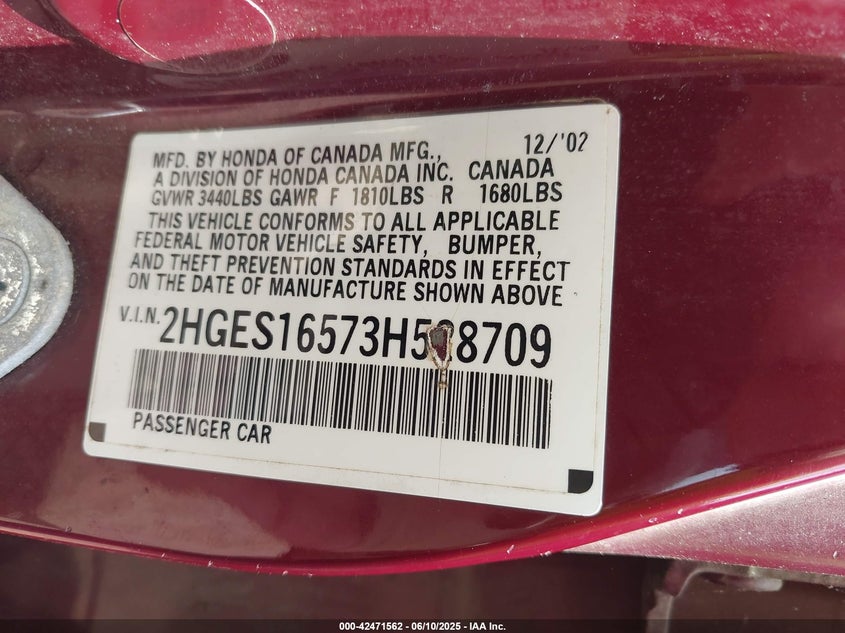 12/'02
MFD. BY HONDA OF CANADA MFG.,
A DIVISION OF HONDA CANADA INC. CANADA
GVWR 3440LBS GAWR F 1810LBS R 1680LBS
THIS VEHICLE CONFORMS TO ALL APPLICABLE
FEDERAL MOTOR VEHICLE SAFETY, BUMPER,
AND THEFT PREVENTION STANDARDS IN EFFECT
ON THE DATE OF MANUFACTURE SHOWN ABOVE
V.I.N.
PASSENGER CAR
000-42471562 - 06/10/2025 - IAA Inc.